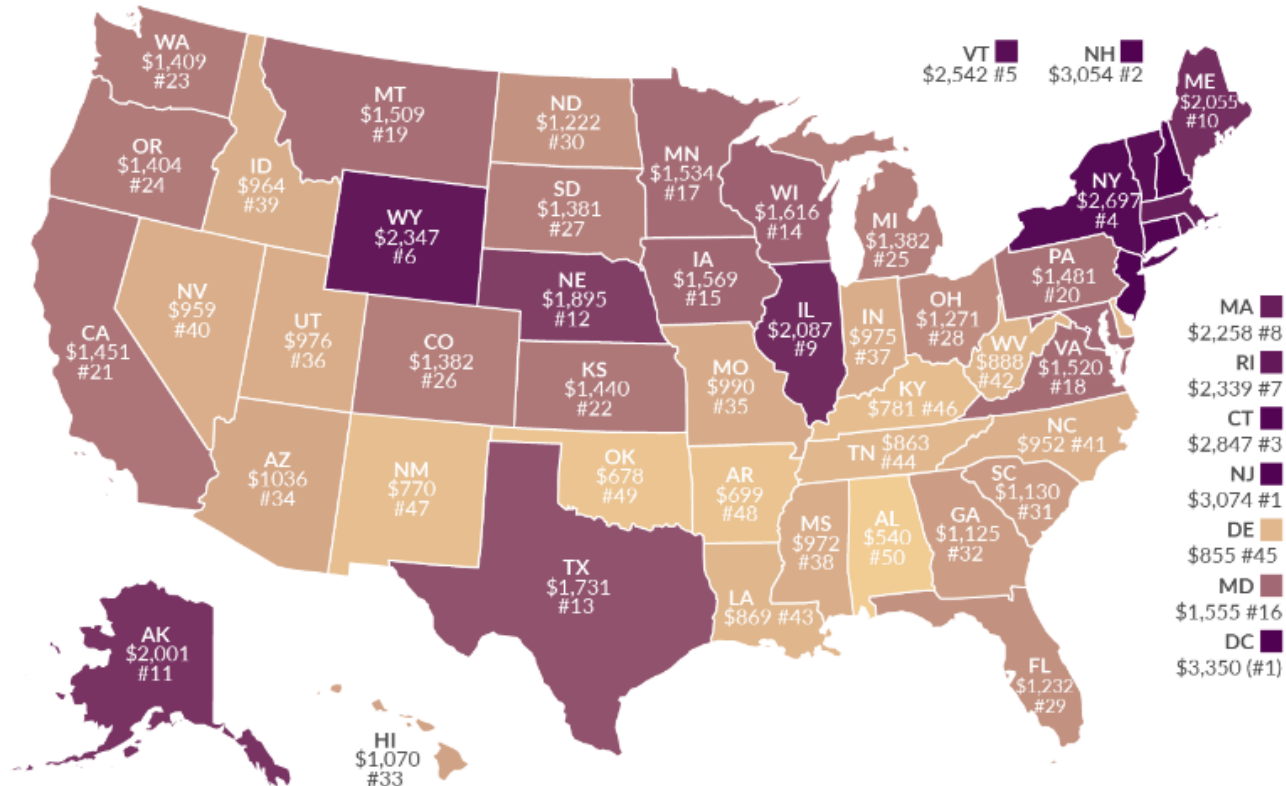 WA
$1,409
#23
MT
$1,509
#19
ND
$1,222
#30
MN
$1,534
#17
VT
$2,542 #5
NH
$3,054 #2
ME
$2,055
#10
OR
$1,404
#24
ID
$964
#39
WY
$2,347
#6
SD
$1,381
#27
WI
$1,616
#14
MI
$1,382
#25
NY
$2,697
#4
NV
$959
#40
UT
$976
#36
CO
$1,382
#26
NE
$1,895
#12
IA
$1,569
#15
IL
$2,087
#9
IN
$975
#37
OH
$1,271
#28
PA
$1,481
#20
CA
$1,451
#21
KS
$1,440
#22
MO
$990
#35
KY
$781 #46
WV
$888
#42
VA
$1,520
#18
MA
$2,258 #8
RI
$2,339 #7
CT
$2,847 #3
NJ
$3,074 #1
DE
$855 #45
MD
$1,555 #16
DC
$3,350 (#1)
AZ
$1036
#34
NM
$770
#47
OK
$678
#49
AR
$699
#48
TN $863
#44
NC
$952 #41
SC
$1,130
#31
TX
$1,731
#13
LA
$869 #43
MS
$972
#38
AL
$540
#50
GA
$1,125
#32
FL
$1,232
#29
AK
$2,001
#11
HI
$1,070
#33